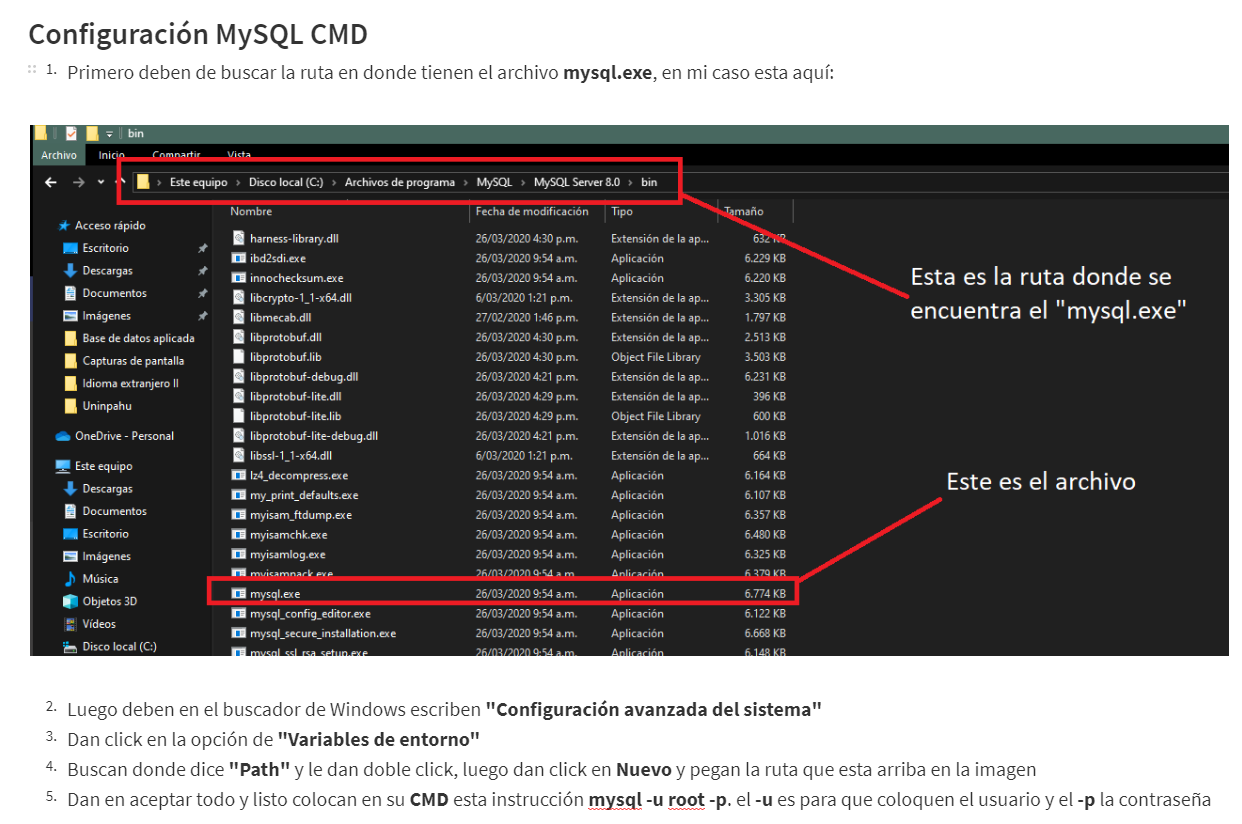 Configuración MySQL CMD
1. Primero deben de buscar la ruta en donde tienen el archivo mysql.exe, en mi caso esta aquí:
bin
Archivo Inicio Compartir Vista
Este equipo › Disco local (C:) › Archivos de programa › MySQL › MySQL Server 8.0 › bin
Nombre Fecha de modificación Tipo Tamaño
Acceso rápido
Escritorio
Descargas
Documentos
Imágenes
Base de datos aplicada
Capturas de pantalla
Idioma extranjero II
Uninpahu
OneDrive - Personal
Este equipo
Descargas
Documentos
Escritorio
Imágenes
Música
Objetos 3D
Vídeos
Disco local (C:)
harness-library.dll 26/03/2020 4:30 p.m. Extensión de la ap... 632 KB
ibd2sdi.exe 26/03/2020 9:54 a.m. Aplicación 6.229 KB
innochecksum.exe 26/03/2020 9:54 a.m. Aplicación 6.220 KB
libcrypto-1_1-x64.dll 6/03/2020 1:21 p.m. Extensión de la ap... 3.305 KB
libmecab.dll 27/02/2020 1:46 p.m. Extensión de la ap... 1.797 KB
libprotobuf.dll 26/03/2020 4:30 p.m. Extensión de la ap... 2.513 KB
libprotobuf.lib 26/03/2020 4:30 p.m. Object File Library 3.503 KB
libprotobuf-debug.dll 26/03/2020 4:21 p.m. Extensión de la ap... 6.231 KB
libprotobuf-lite.dll 26/03/2020 4:29 p.m. Extensión de la ap... 396 KB
libprotobuf-lite.lib 26/03/2020 4:29 p.m. Object File Library 600 KB
libprotobuf-lite-debug.dll 26/03/2020 4:21 p.m. Extensión de la ap... 1.016 KB
libssl-1_1-x64.dll 6/03/2020 1:21 p.m. Extensión de la ap... 664 KB
lz4_decompress.exe 26/03/2020 9:54 a.m. Aplicación 6.164 KB
my_print_defaults.exe 26/03/2020 9:54 a.m. Aplicación 6.107 KB
myisam_ftdump.exe 26/03/2020 9:54 a.m. Aplicación 6.357 KB
myisamchk.exe 26/03/2020 9:54 a.m. Aplicación 6.480 KB
myisamlog.exe 26/03/2020 9:54 a.m. Aplicación 6.325 KB
myisampack.exe 26/03/2020 9:54 a.m. Aplicación 6.379 KB
mysql.exe 26/03/2020 9:54 a.m. Aplicación 6.774 KB
mysql_config_editor.exe 26/03/2020 9:54 a.m. Aplicación 6.122 KB
mysql_secure_installation.exe 26/03/2020 9:54 a.m. Aplicación 6.668 KB
mysql_ssl_rsa_setup.exe 26/03/2020 9:54 a.m. Aplicación 6.148 KB
Esta es la ruta donde se
encuentra el "mysql.exe"
Este es el archivo
2. Luego deben en el buscador de Windows escriben "Configuración avanzada del sistema"
3. Dan click en la opción de "Variables de entorno"
4. Buscan donde dice "Path" y le dan doble click, luego dan click en Nuevo y pegan la ruta que esta arriba en la imagen
5. Dan en aceptar todo y listo colocan en su CMD esta instrucción mysql -u root -p. el -u es para que coloquen el usuario y el -p la contraseña